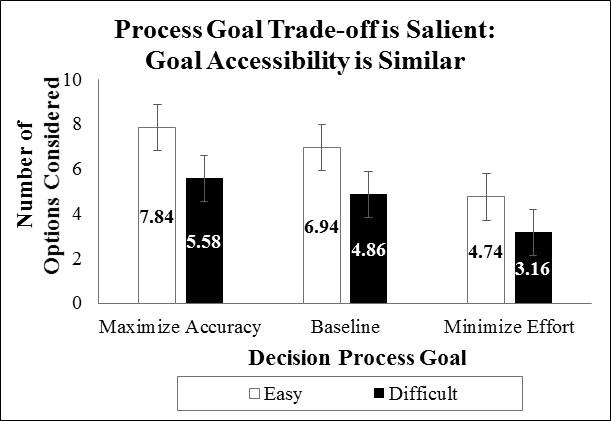 Process Goal Trade-off is Salient:
Goal Accessibility is Similar
Number of
Options Considered
10
8
6
4
2
0
7.84
5.58
6.94
4.86
4.74
3.16
Maximize Accuracy
Baseline
Minimize Effort
Decision Process Goal
Easy
Difficult